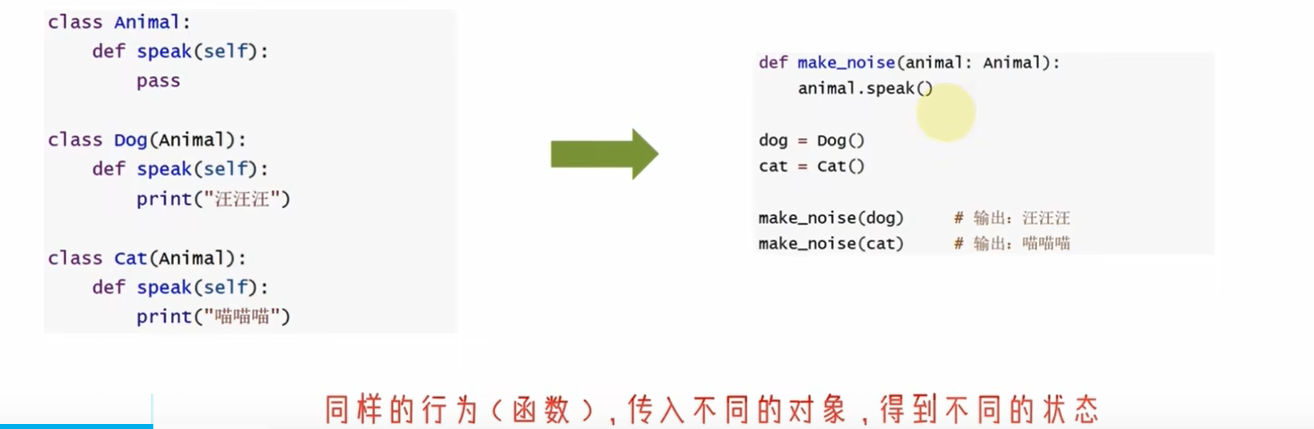 class Animal:
    def speak(self):
        pass

class Dog(Animal):
    def speak(self):
        print("汪汪汪")

class Cat(Animal):
    def speak(self):
        print("喵喵喵")

def make_noise(animal: Animal):
    animal.speak()

dog = Dog()
cat = Cat()

make_noise(dog)     # 输出：汪汪汪
make_noise(cat)     # 输出：喵喵喵

同样的行为（函数），传入不同的对象，得到不同的状态